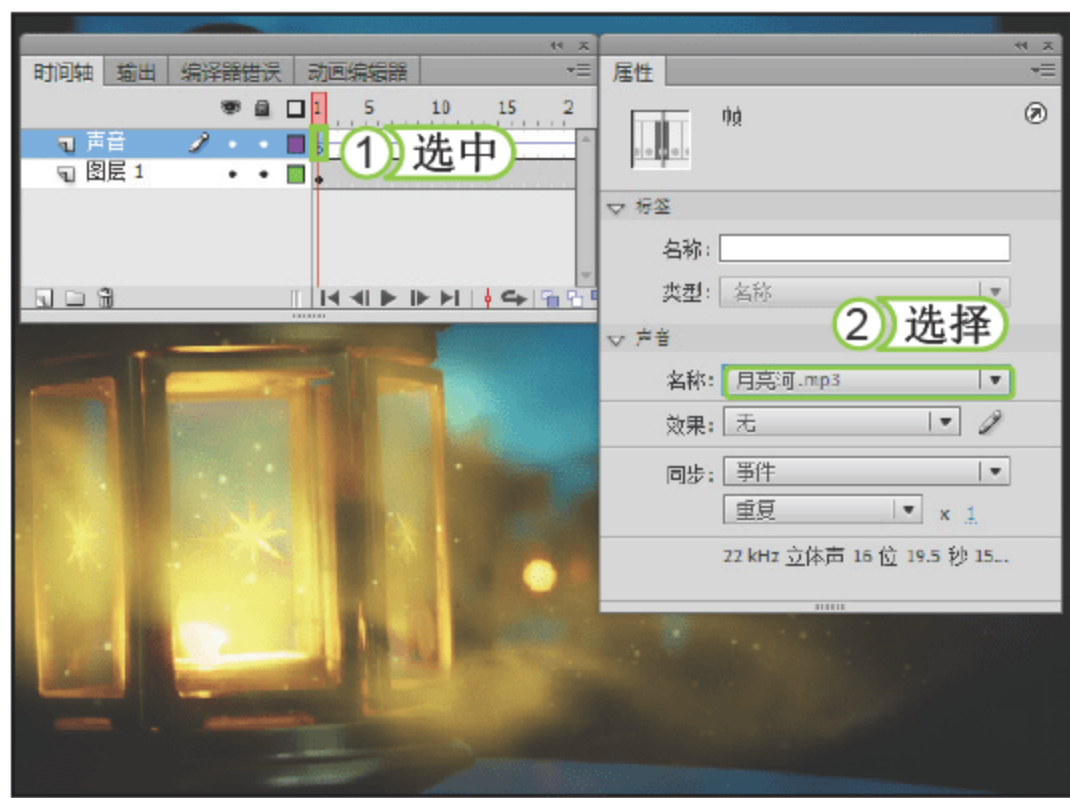 时间轴 输出 编译器错误 动画编辑器
1 5 10 15 2
声音
图层 1
① 选中
属性
帧
标签
名称:
类型: 名称
② 选择
声音
名称: 月亮河.mp3
效果: 无
同步: 事件
重复 x 1
22 kHz 立体声 16 位 19.5 秒 15...